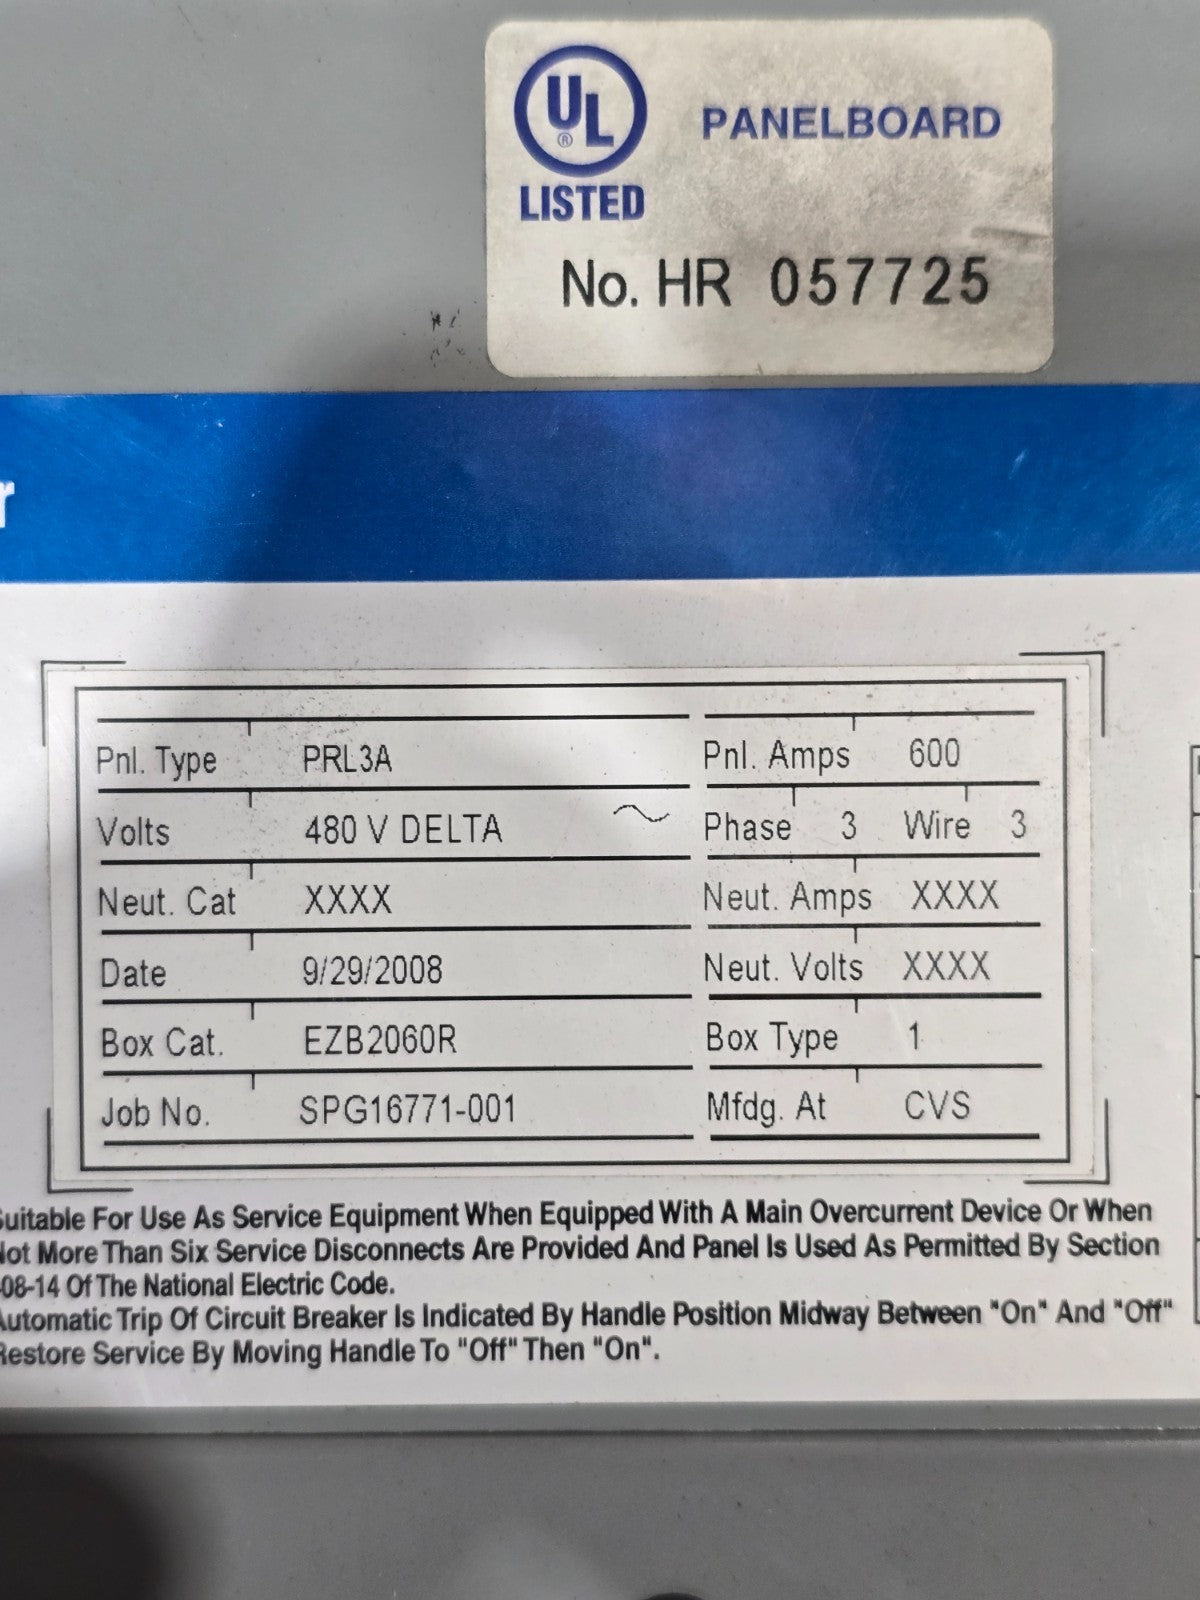 UL ®
PANELBOARD
LISTED
No. HR 057725
r
Pnl. Type PRL3A Pnl. Amps 600
Volts 480 V DELTA Phase 3 Wire 3
Neut. Cat XXXX Neut. Amps XXXX
Date 9/29/2008 Neut. Volts XXXX
Box Cat. EZB2060R Box Type 1
Job No. SPG16771-001 Mfdg. At CVS
uitable For Use As Service Equipment When Equipped With A Main Overcurrent Device Or When
ot More Than Six Service Disconnects Are Provided And Panel Is Used As Permitted By Section
08-14 Of The National Electric Code.
utomatic Trip Of Circuit Breaker Is Indicated By Handle Position Midway Between "On" And "Off"
estore Service By Moving Handle To "Off" Then "On".